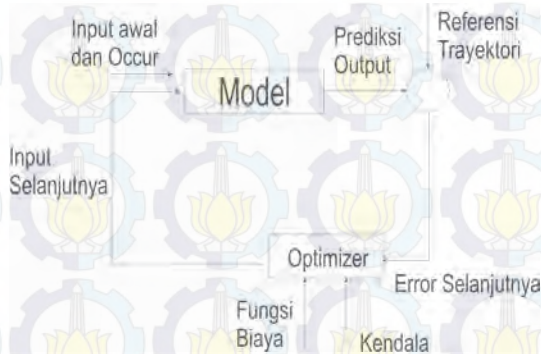 Input awal
dan Occur
Prediksi
Output
Referensi
Trayektori
Model
Input
Selanjutnya
Optimizer
Error Selanjutnya
Fungsi
Biaya
Kendala